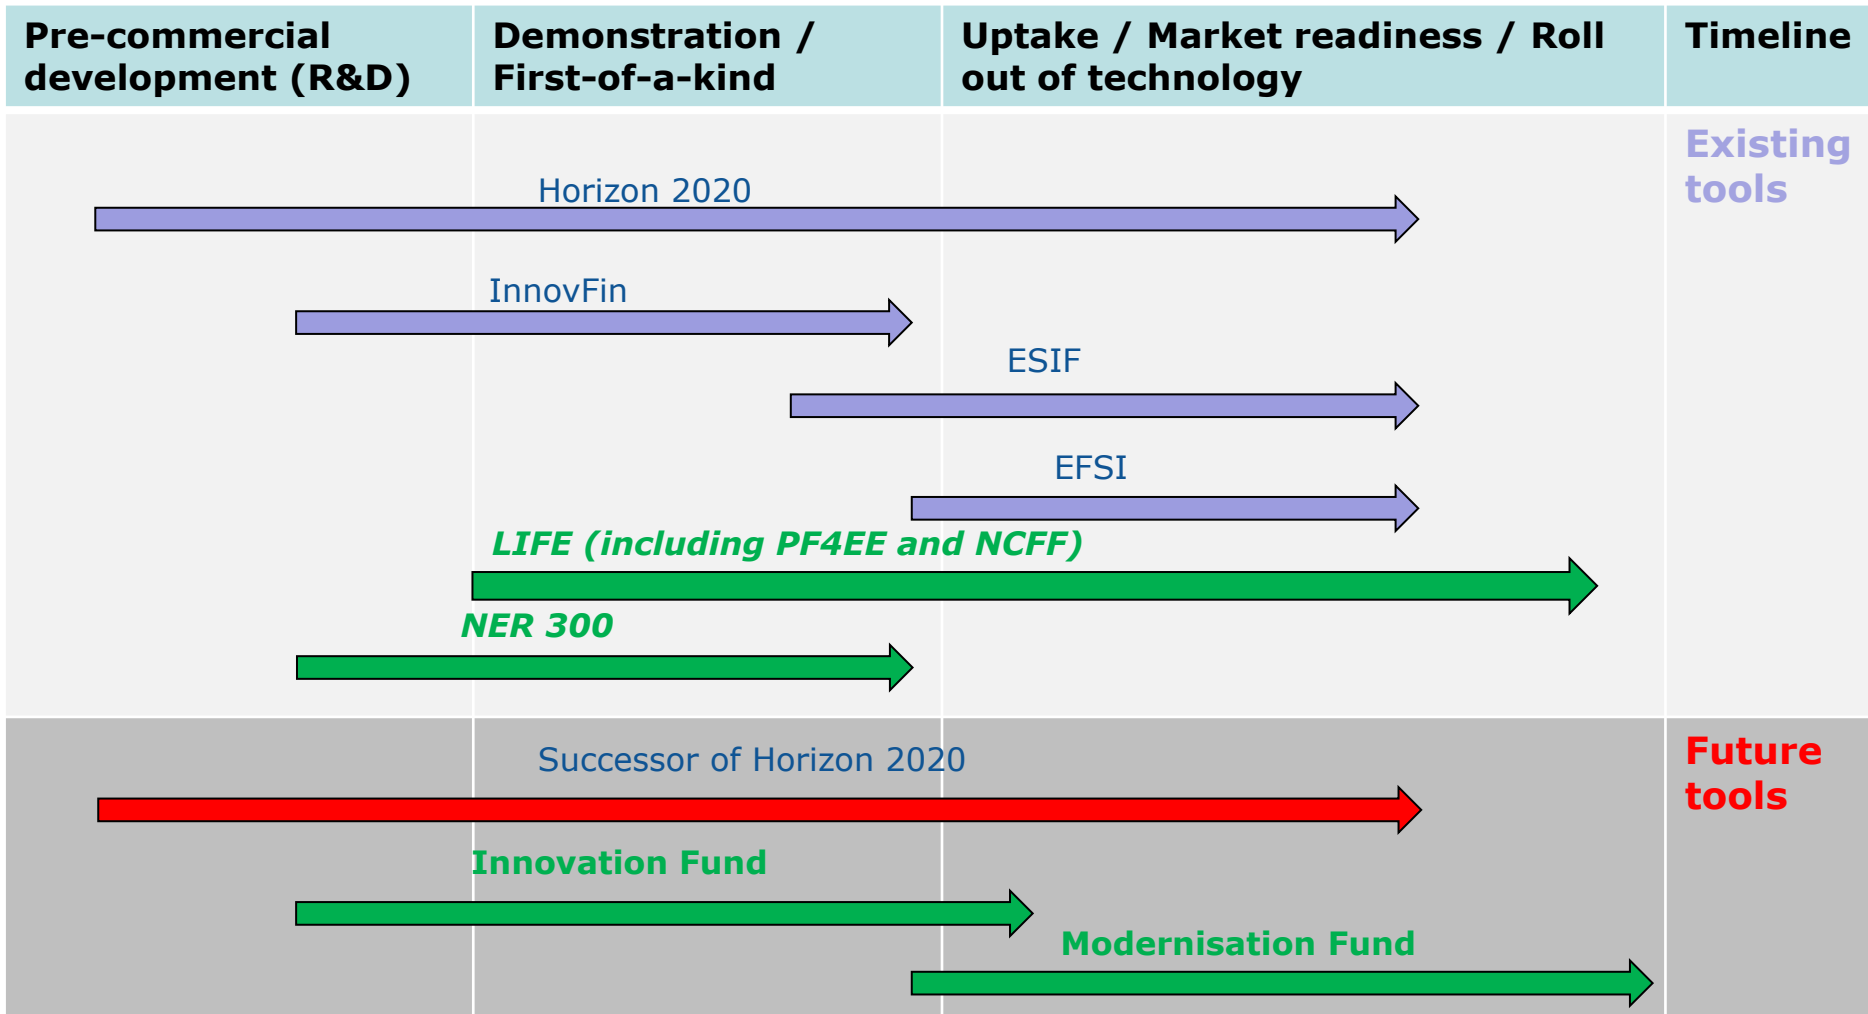 Pre-commercial
development (R&D)
Demonstration /
First-of-a-kind
Uptake / Market readiness / Roll
out of technology
Timeline
Existing
tools
Horizon 2020
InnovFin
ESIF
EFSI
LIFE (including PF4EE and NCFF)
NER 300
Future
tools
Successor of Horizon 2020
Innovation Fund
Modernisation Fund